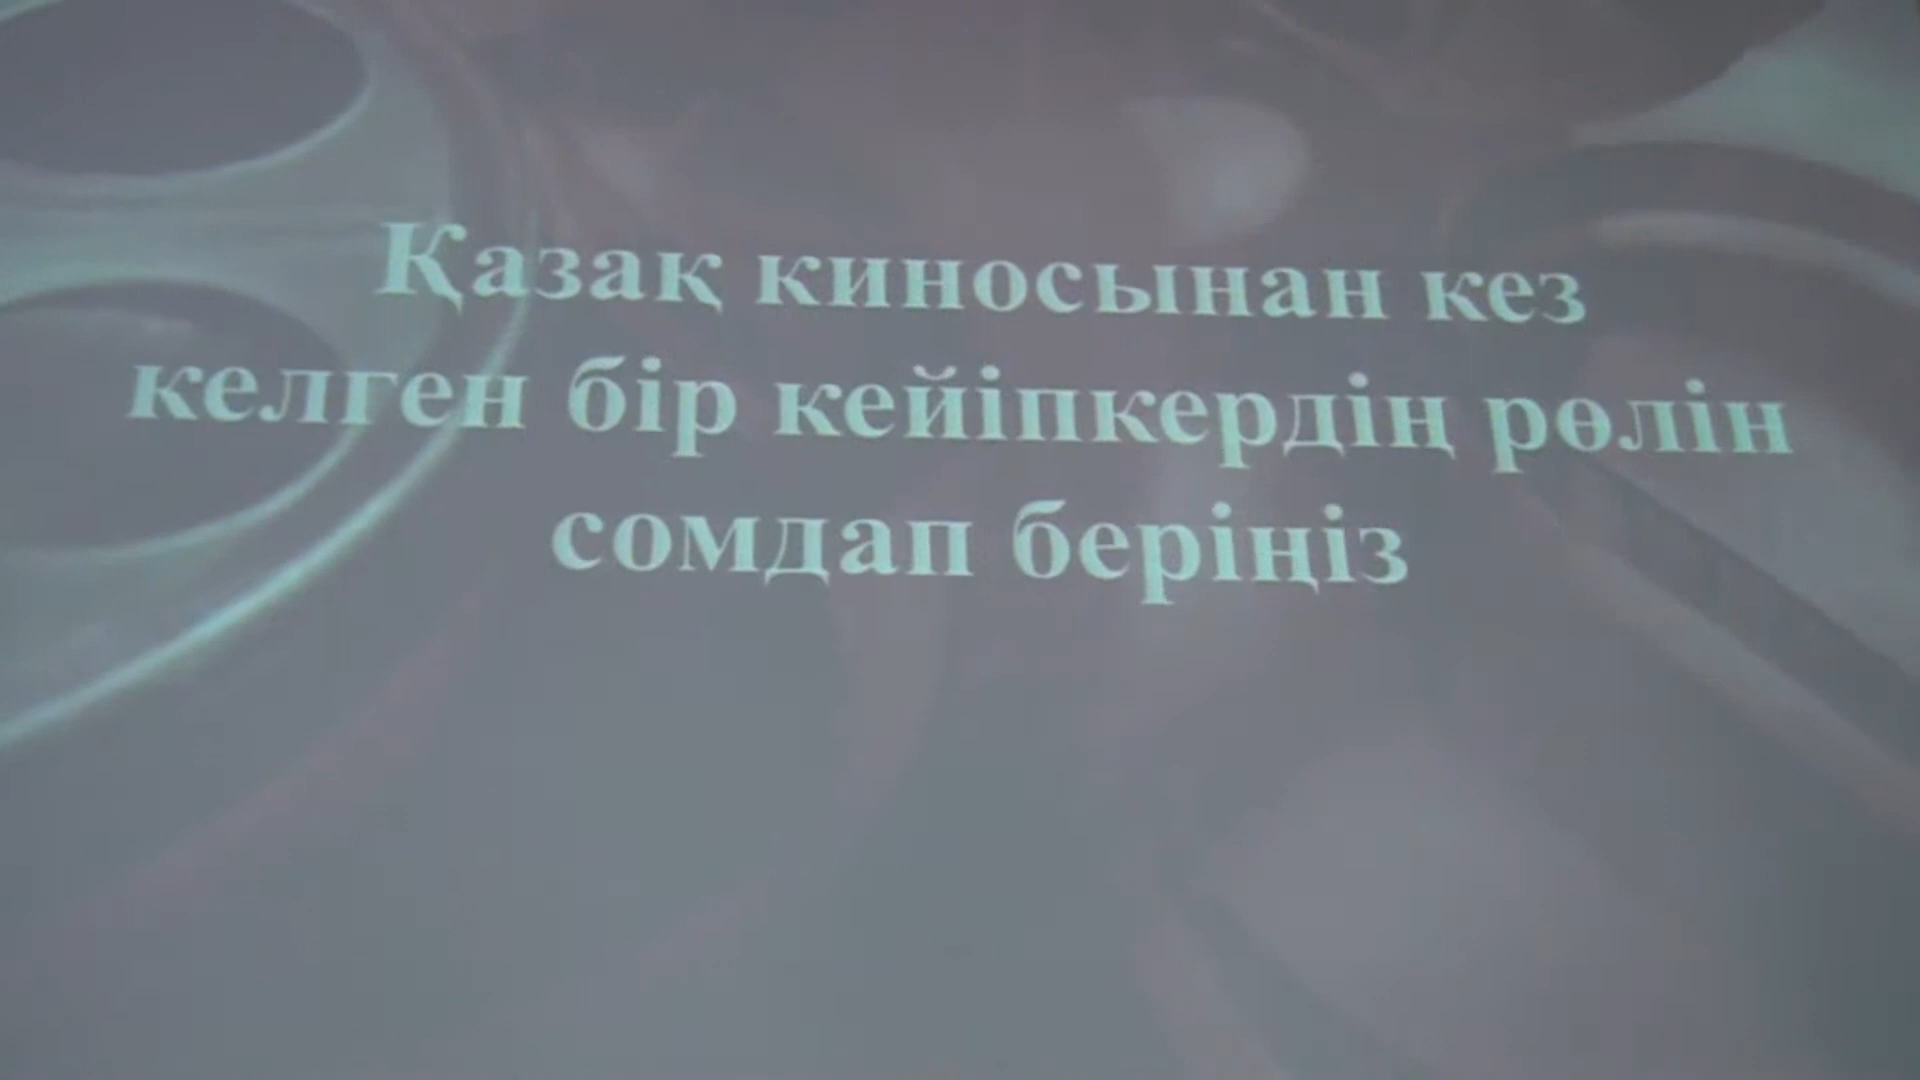 Қазақ киносынан кез
келген бір кейіпкердің рөлін
сомдап беріңіз